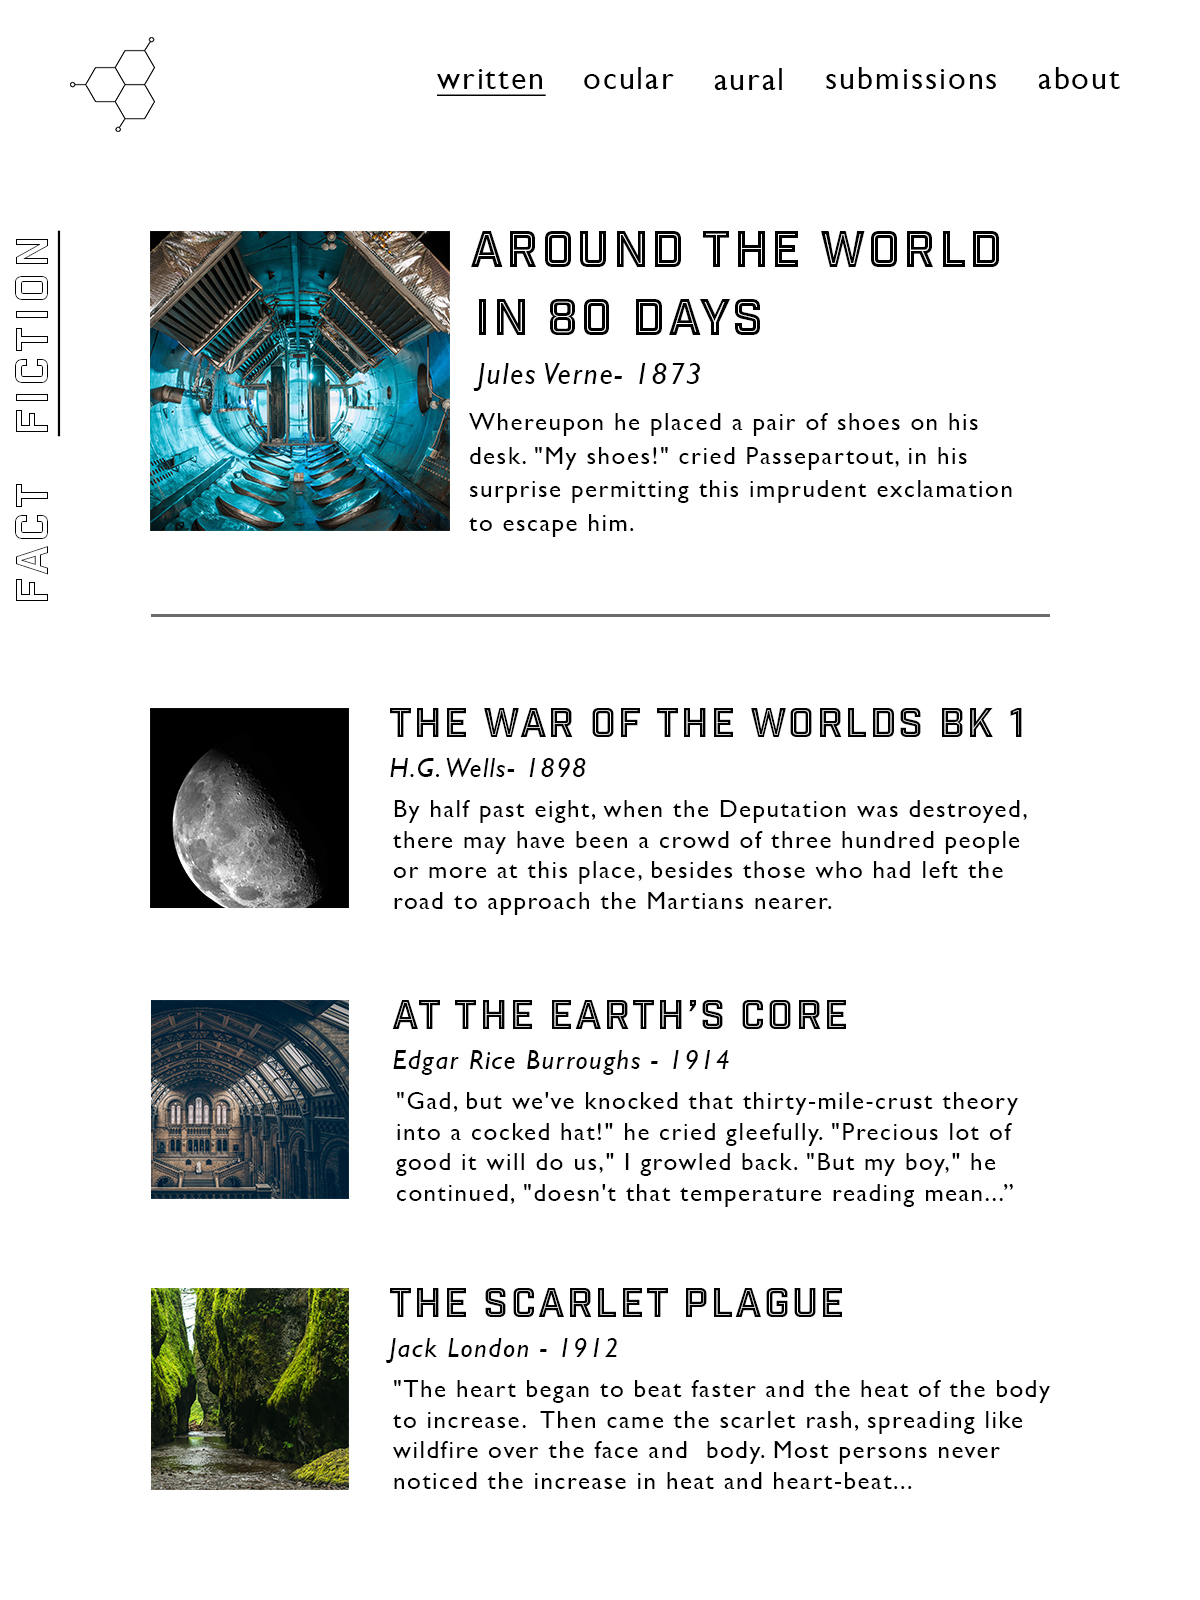 written ocular aural submissions about
FICTION
FACT
AROUND THE WORLD
IN 80 DAYS
Jules Verne- 1873
Whereupon he placed a pair of shoes on his
desk. "My shoes!" cried Passepartout, in his
surprise permitting this imprudent exclamation
to escape him.
THE WAR OF THE WORLDS BK 1
H.G. Wells- 1898
By half past eight, when the Deputation was destroyed,
there may have been a crowd of three hundred people
or more at this place, besides those who had left the
road to approach the Martians nearer.
AT THE EARTH’S CORE
Edgar Rice Burroughs - 1914
"Gad, but we've knocked that thirty-mile-crust theory
into a cocked hat!" he cried gleefully. "Precious lot of
good it will do us," I growled back. "But my boy," he
continued, "doesn't that temperature reading mean...”
THE SCARLET PLAGUE
Jack London - 1912
"The heart began to beat faster and the heat of the body
to increase.  Then came the scarlet rash, spreading like
wildfire over the face and  body. Most persons never
noticed the increase in heat and heart-beat...